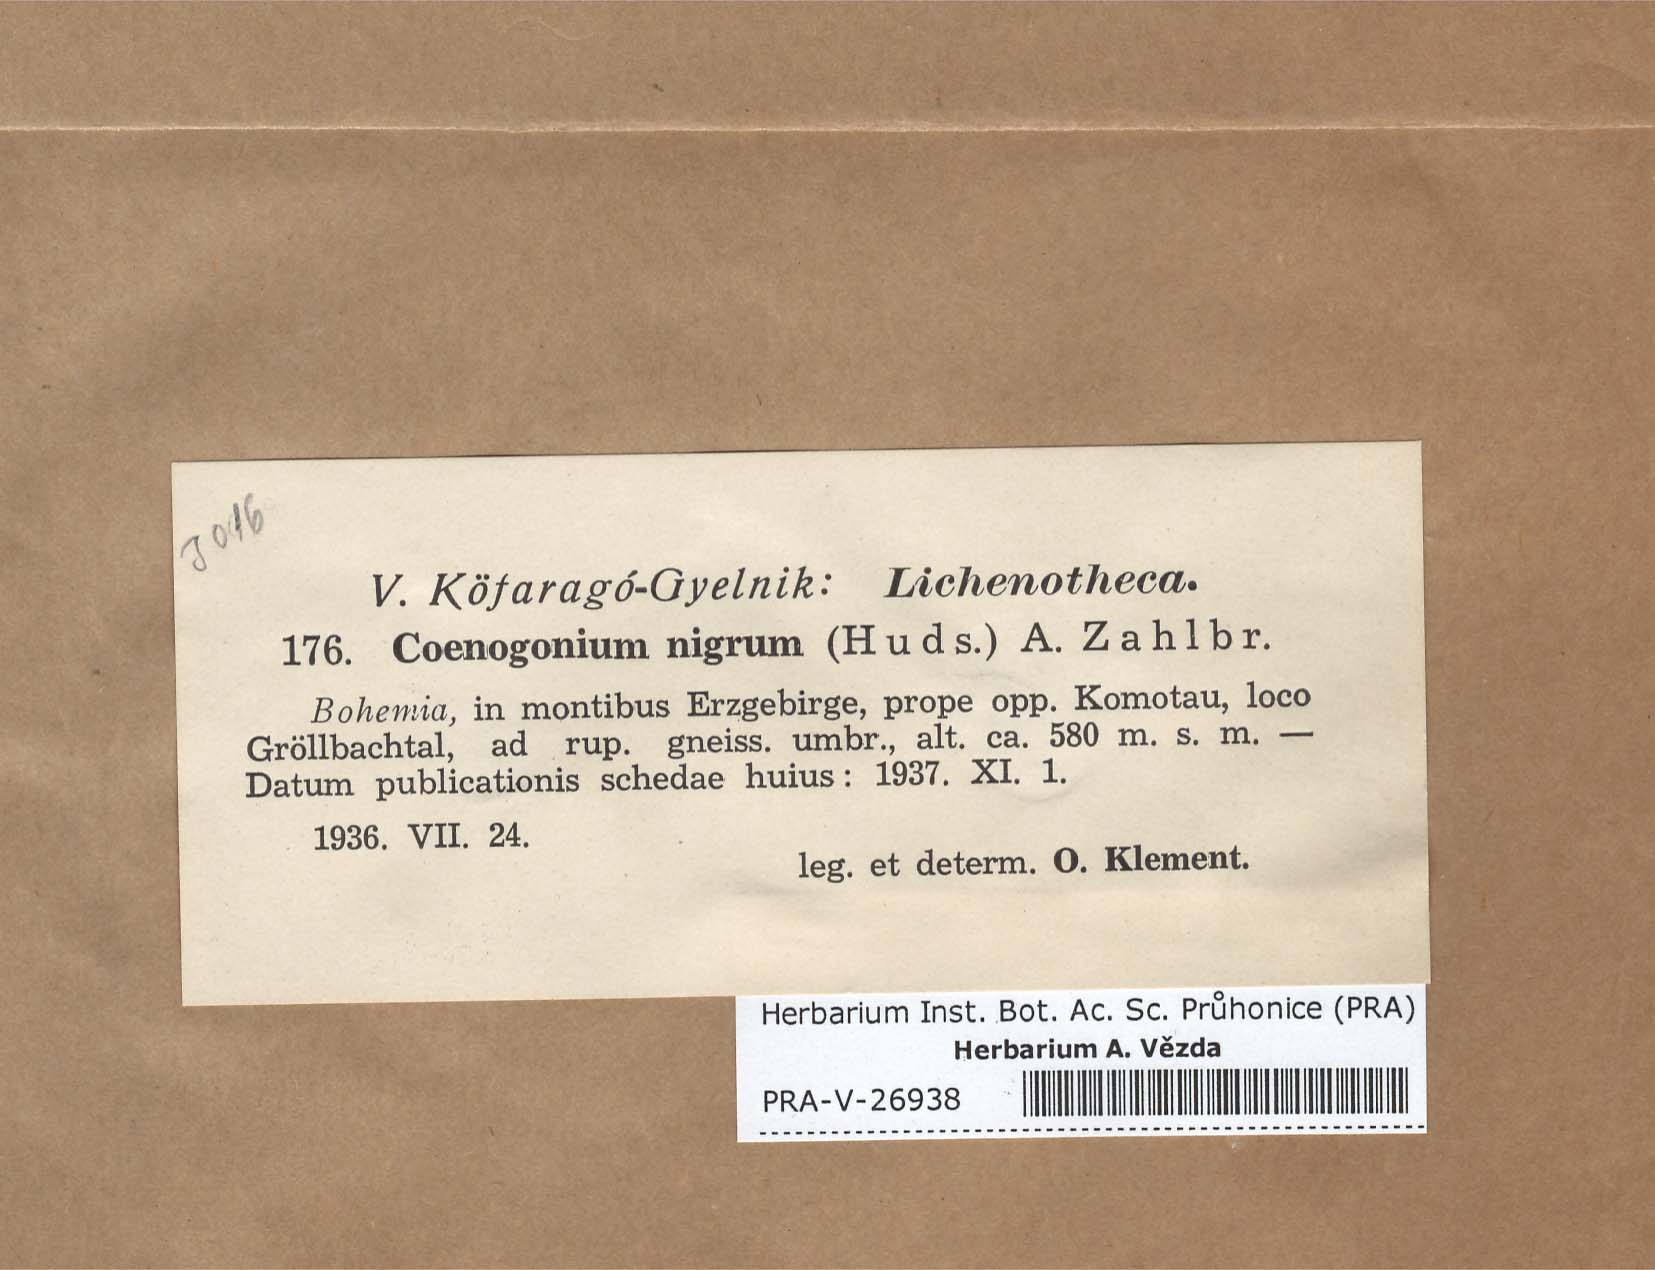 J 016
V. Köfaragó-Gyelnik: Lichenotheca.
176. Coenogonium nigrum (Huds.) A. Zahlbr.
Bohemia, in montibus Erzgebirge, prope opp. Komotau, loco
Gröllbachtal, ad rup. gneiss. umbr., alt. ca. 580 m. s. m. —
Datum publicationis schedae huius: 1937. XI. 1.
1936. VII. 24.
leg. et determ. O. Klement.
Herbarium Inst. Bot. Ac. Sc. Průhonice (PRA)
Herbarium A. Vězda
PRA-V-26938